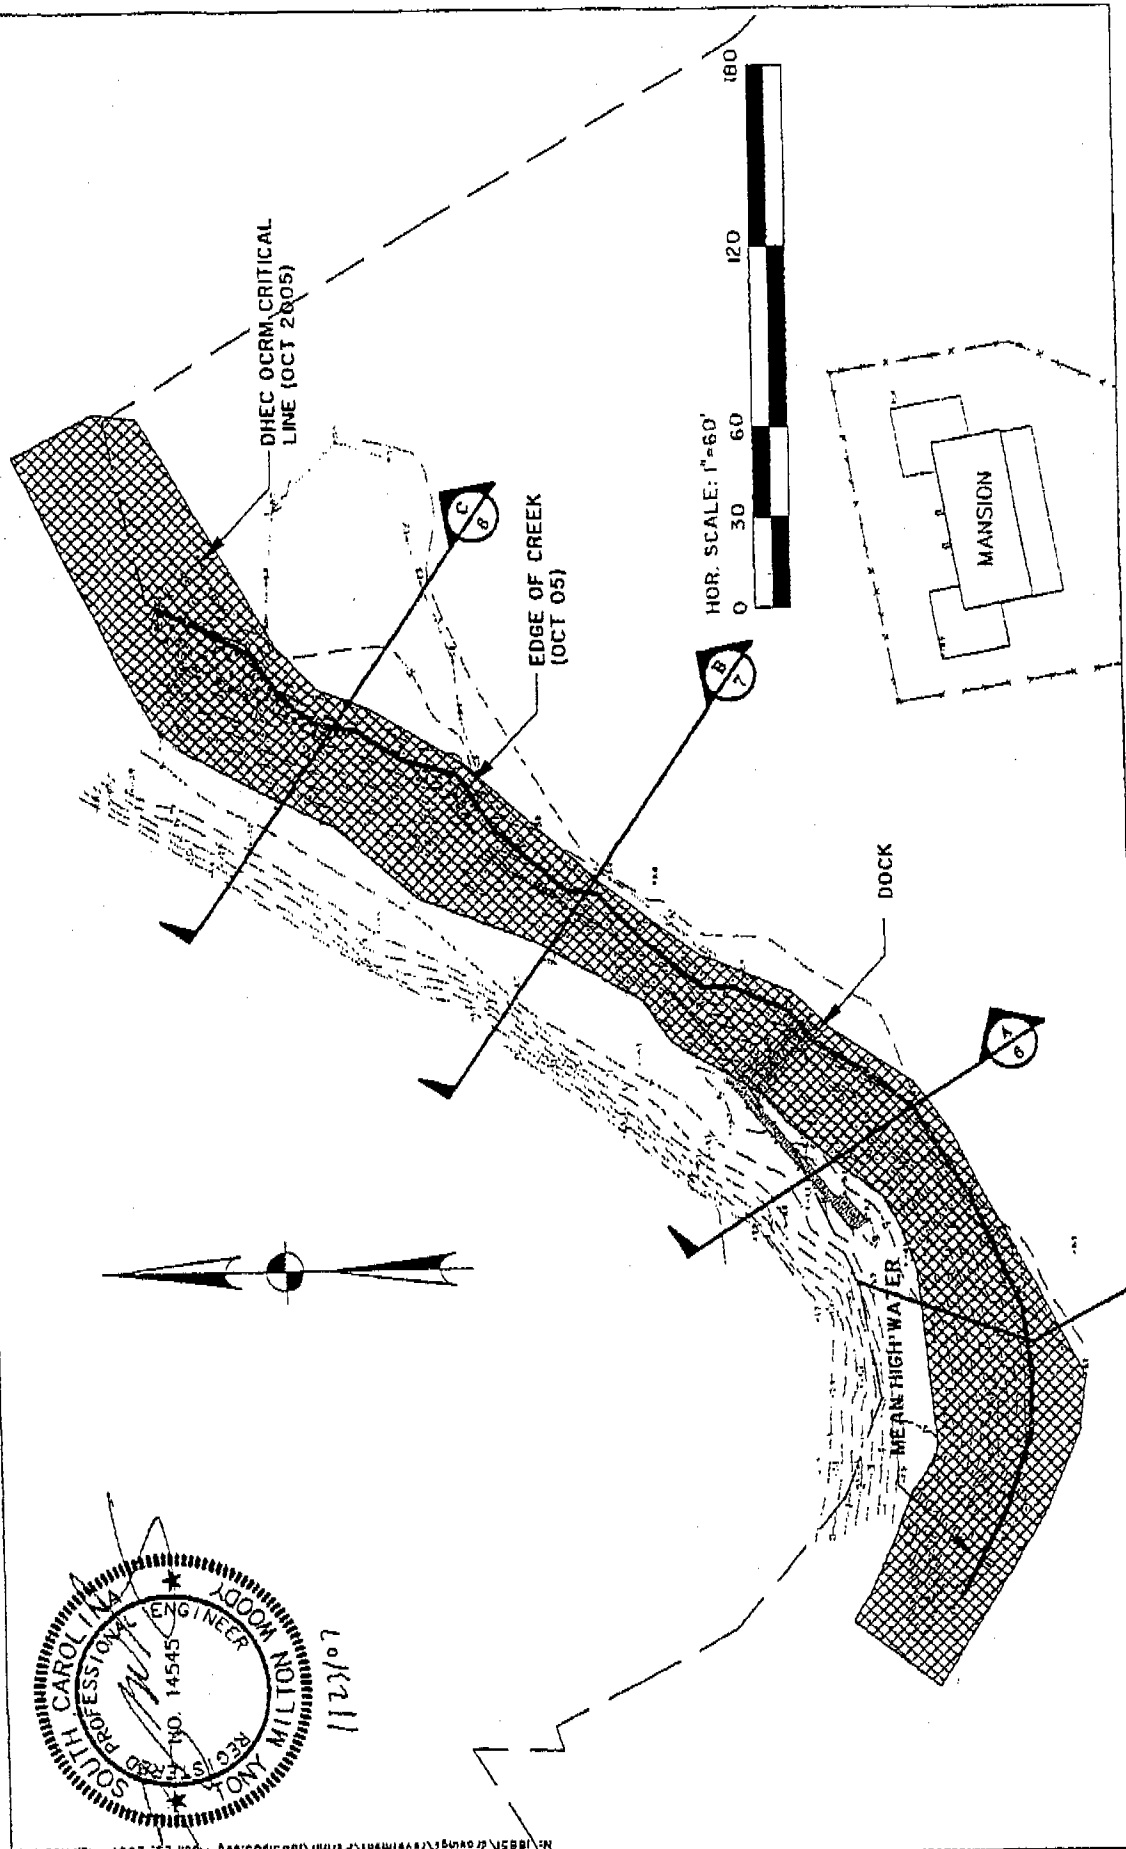 DHEC OCRM CRITICAL
LINE (OCT 2005)
EDGE OF CREEK
(OCT 05)
HOR. SCALE: 1"=60'
0 30 60 120 180
MANSION
DOCK
MEAN HIGH WATER
C
8
B
7
A
6
SOUTH CAROLINA
REGISTERED PROFESSIONAL ENGINEER
NO. 14545
TONY MILTON WOODY